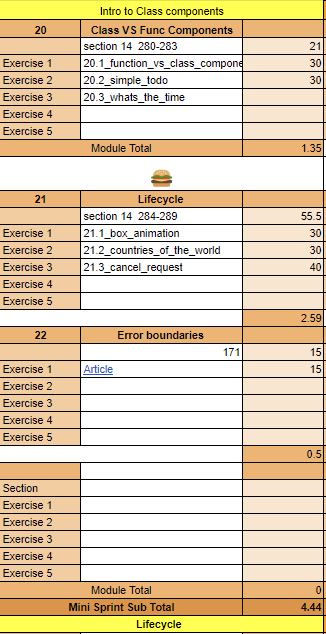 Intro to Class components
20 Class VS Func Components
section 14 280-283 21
Exercise 1 20.1_function_vs_class_compone 30
Exercise 2 20.2_simple_todo 30
Exercise 3 20.3_whats_the_time
Exercise 4
Exercise 5
Module Total 1.35
21 Lifecycle
section 14 284-289 55.5
Exercise 1 21.1_box_animation 30
Exercise 2 21.2_countries_of_the_world 30
Exercise 3 21.3_cancel_request 40
Exercise 4
Exercise 5
2.59
22 Error boundaries
171 15
Exercise 1 Article 15
Exercise 2
Exercise 3
Exercise 4
Exercise 5
0.5
Section
Exercise 1
Exercise 2
Exercise 3
Exercise 4
Exercise 5
Module Total 0
Mini Sprint Sub Total 4.44
Lifecycle